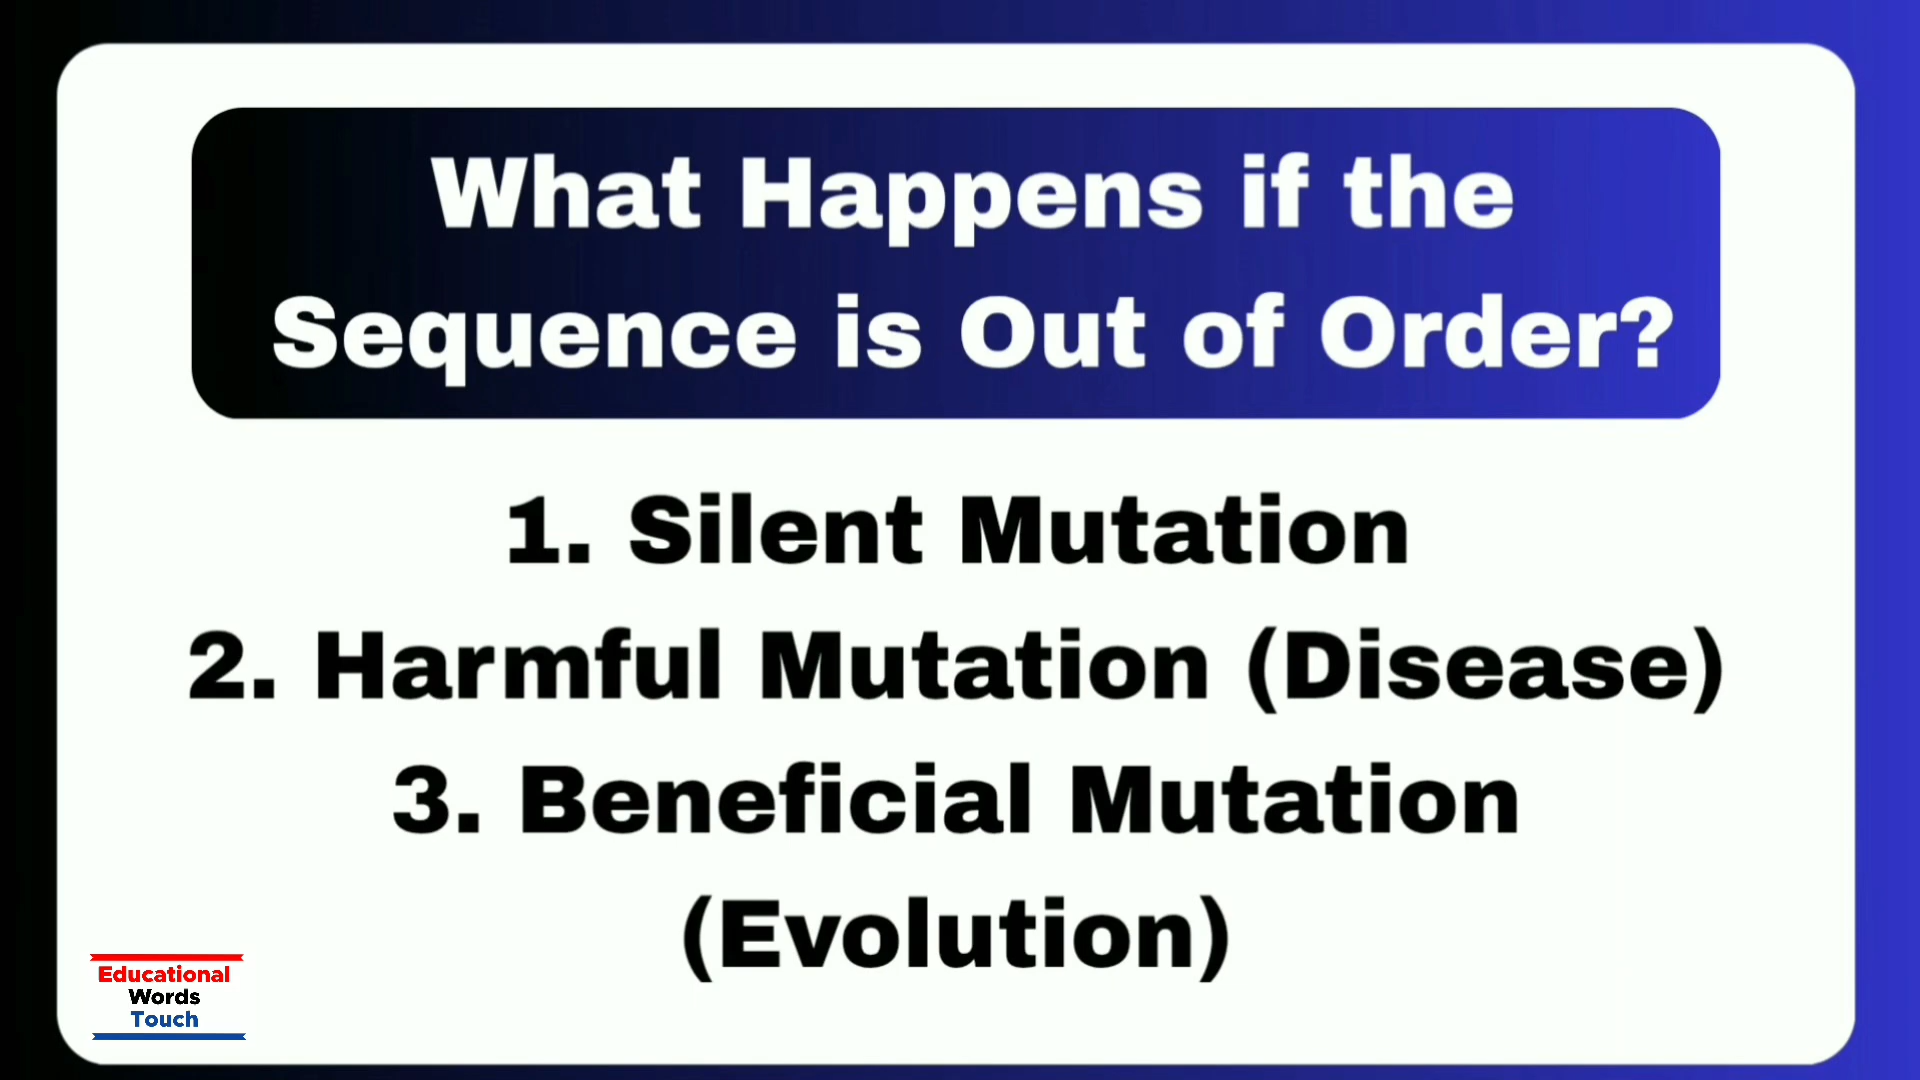 What Happens if the
Sequence is Out of Order?
1. Silent Mutation
2. Harmful Mutation (Disease)
3. Beneficial Mutation
(Evolution)
Educational
Words
Touch